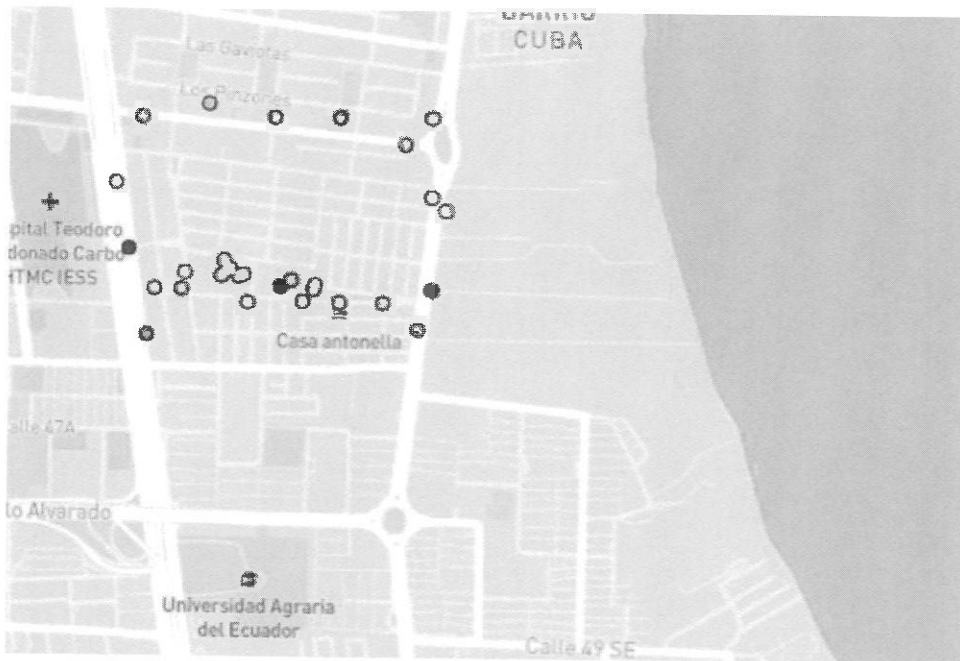 BARRIO
CUBA
Las Gaviotas
Los Pinzones
pital Teodoro
donado Carbo
HTMC IESS
Casa antonella
alle 47A
lo Alvarado
Universidad Agraria
del Ecuador
Calle 49 SE